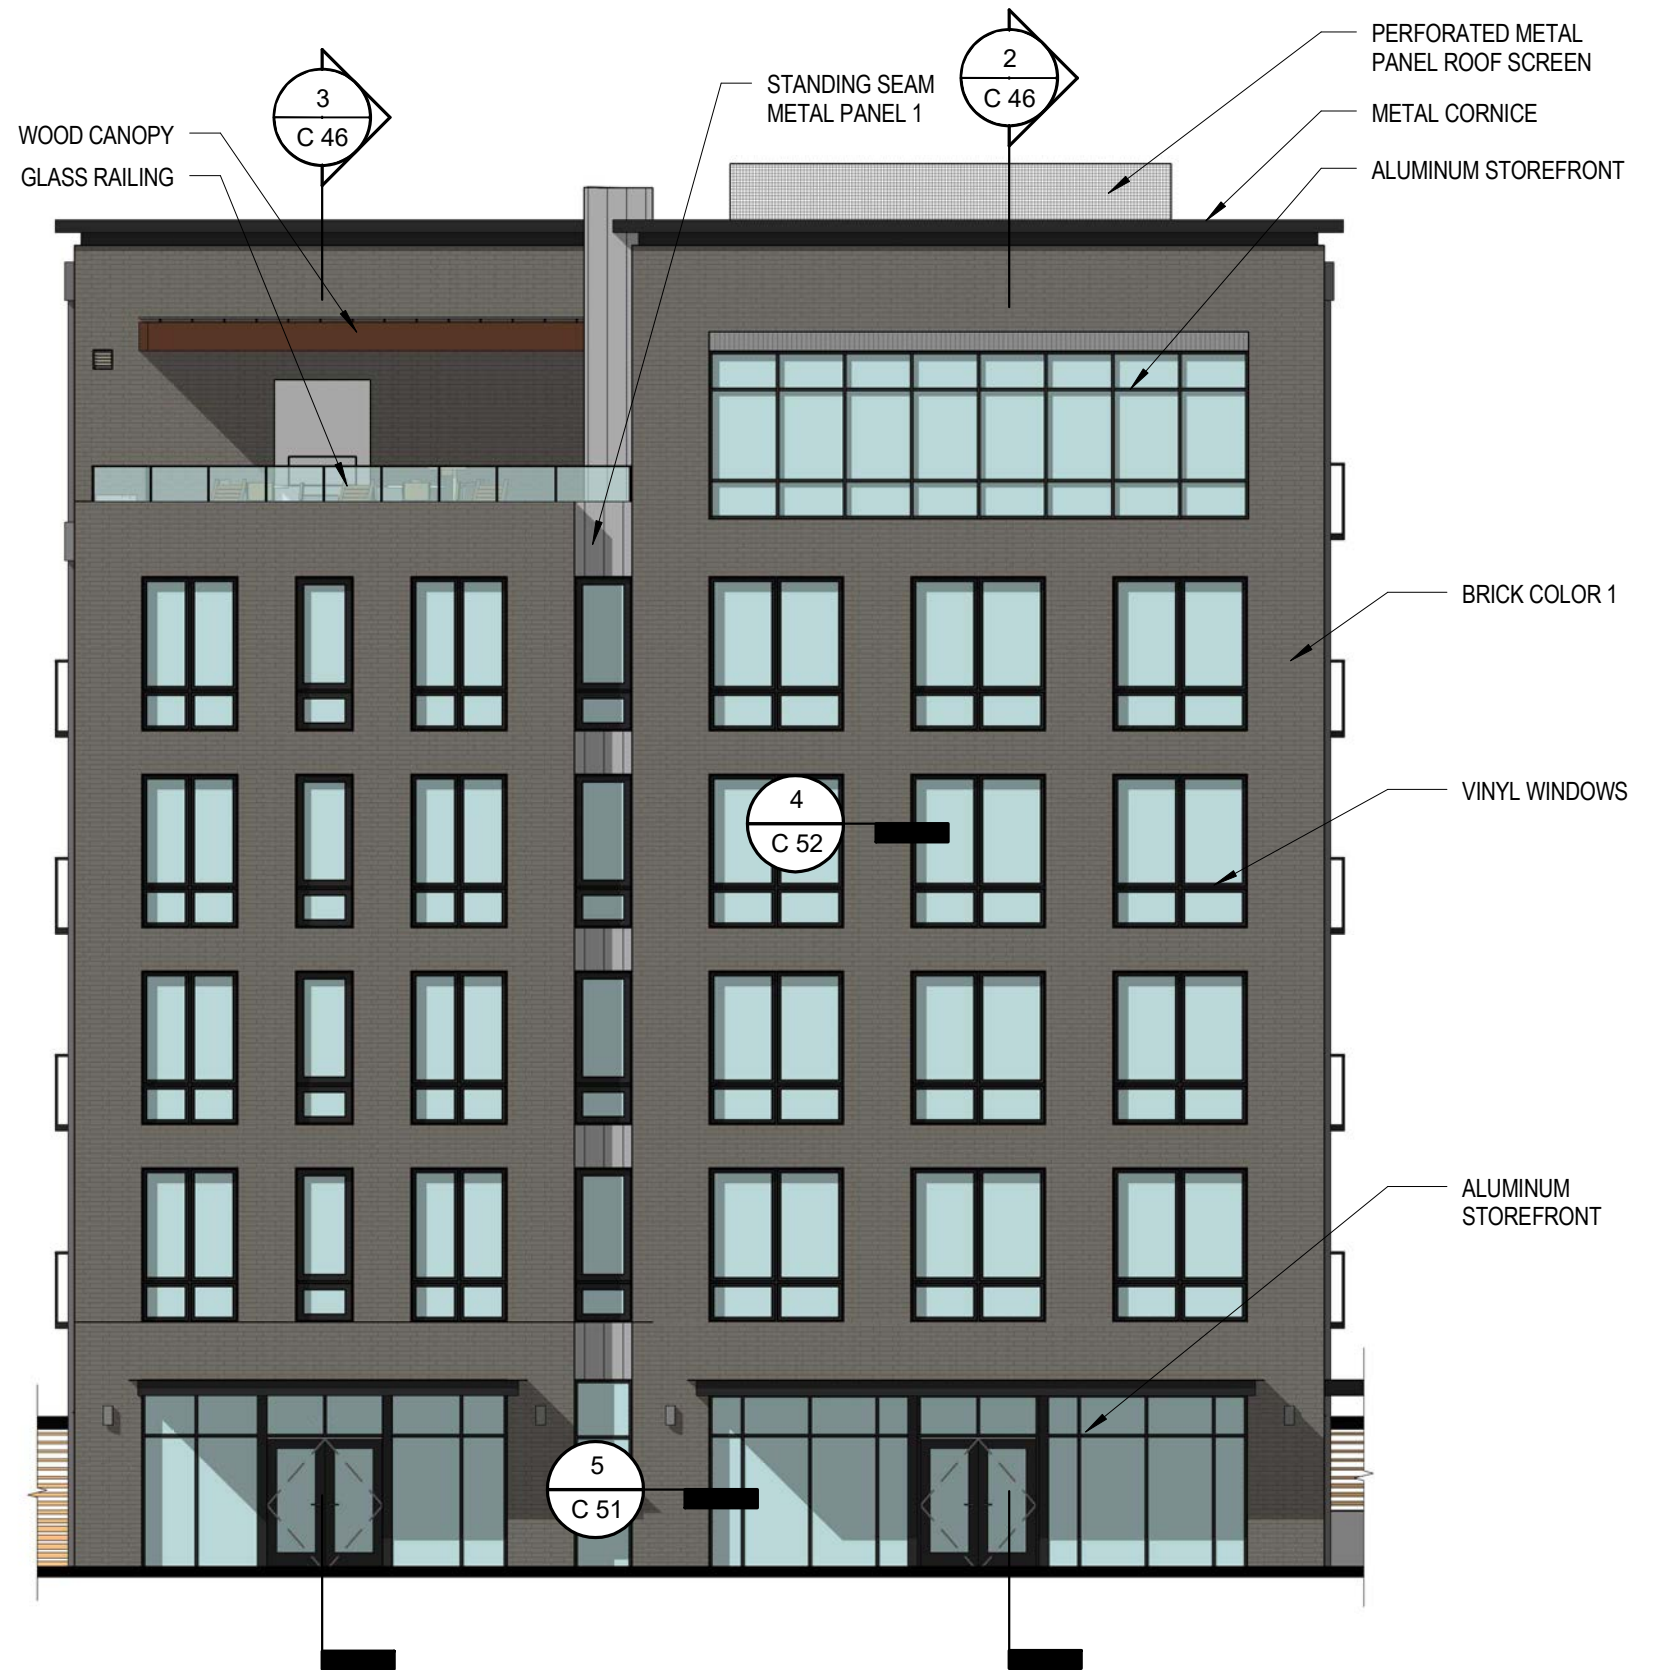 3
C 46
2
C 46
PERFORATED METAL
PANEL ROOF SCREEN
STANDING SEAM
METAL PANEL 1
METAL CORNICE
WOOD CANOPY
GLASS RAILING
ALUMINUM STOREFRONT
BRICK COLOR 1
VINYL WINDOWS
4
C 52
ALUMINUM
STOREFRONT
5
C 51